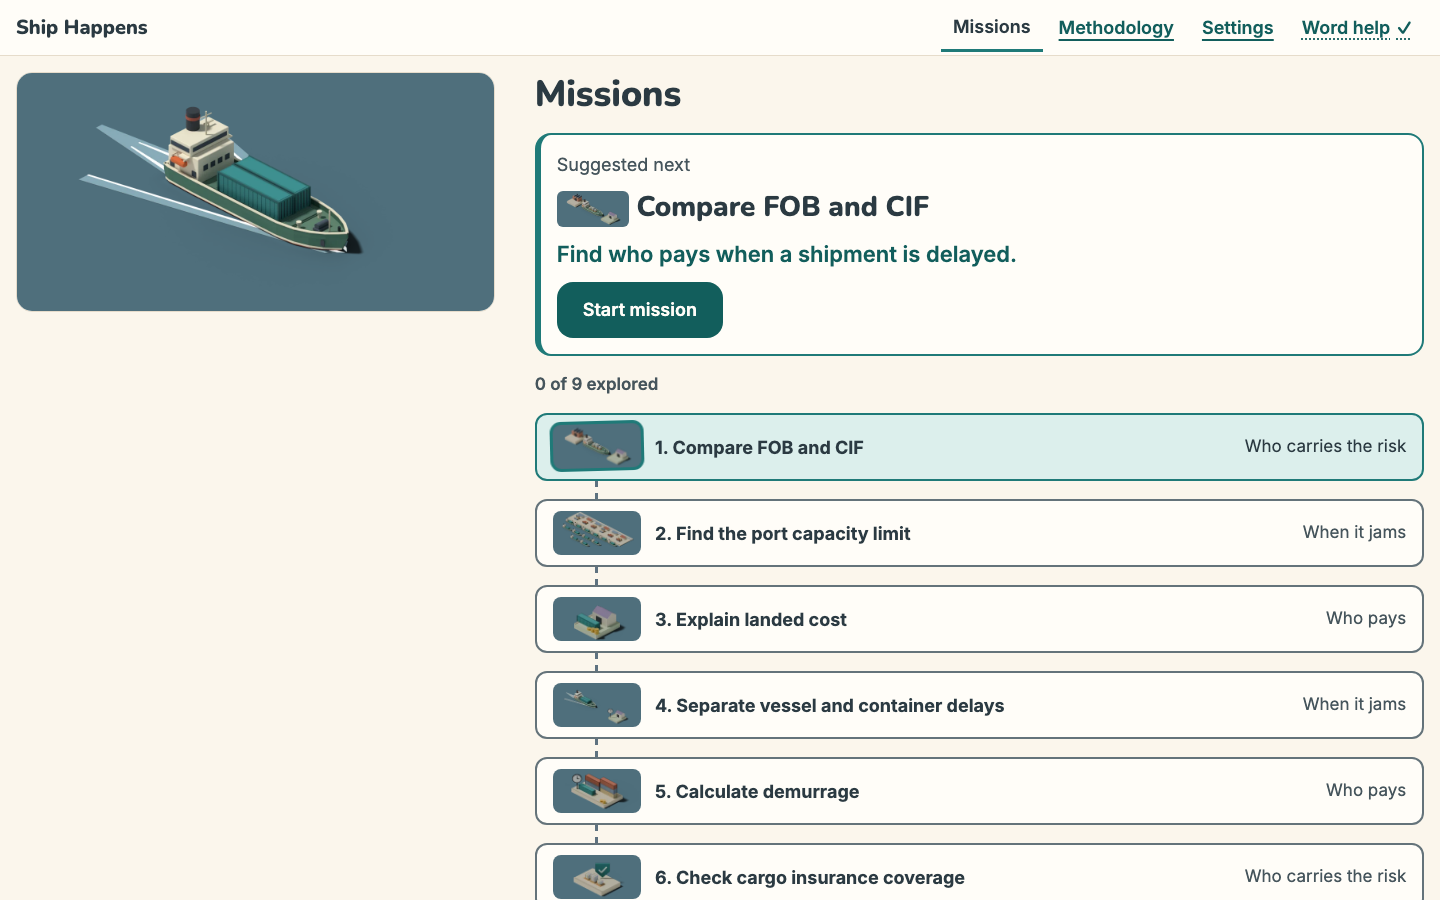 Ship Happens
Missions
Methodology
Settings
Word help ✓
Missions
Suggested next
Compare FOB and CIF
Find who pays when a shipment is delayed.
Start mission
0 of 9 explored
1. Compare FOB and CIF
Who carries the risk
2. Find the port capacity limit
When it jams
3. Explain landed cost
Who pays
4. Separate vessel and container delays
When it jams
5. Calculate demurrage
Who pays
6. Check cargo insurance coverage
Who carries the risk